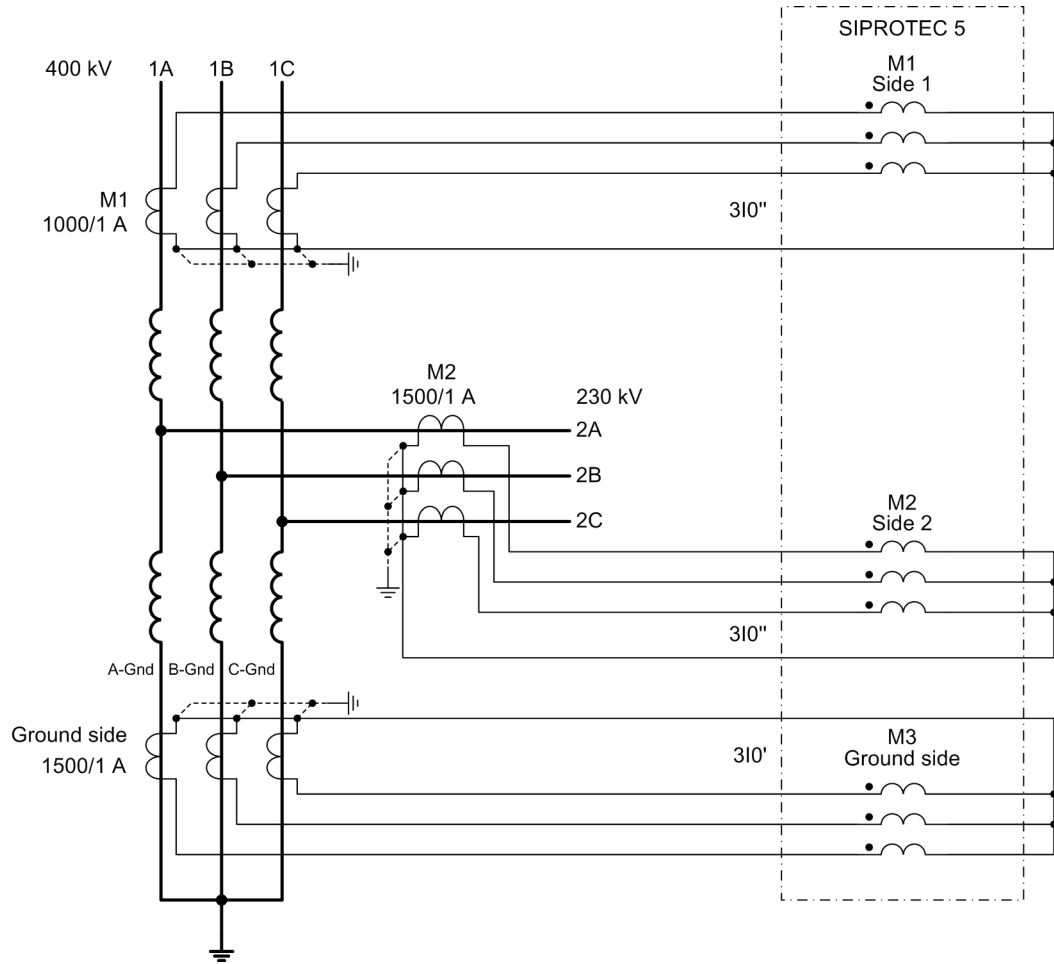 SIPROTEC 5
400 kV
1A
1B
1C
M1
Side 1
M1
1000/1 A
3I0"
M2
1500/1 A
230 kV
2A
2B
2C
M2
Side 2
3I0"
A-Gnd
B-Gnd
C-Gnd
Ground side
1500/1 A
3I0'
M3
Ground side